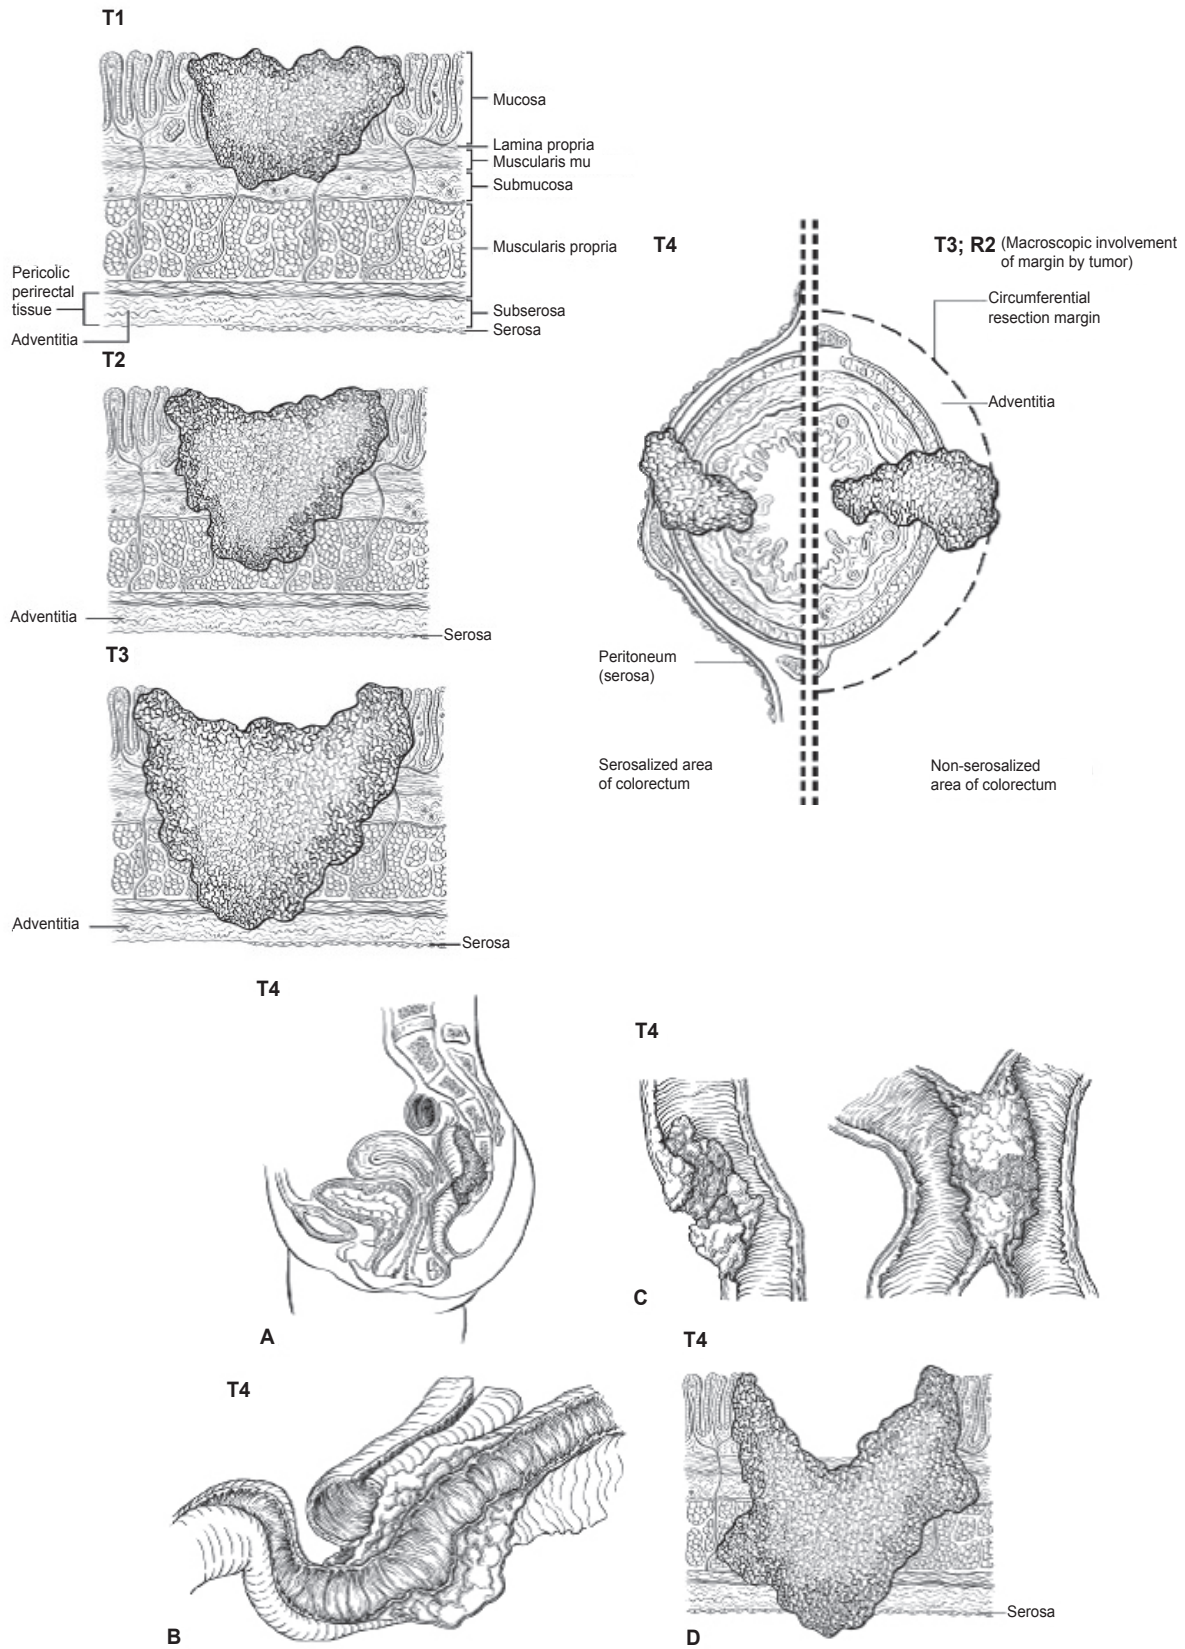 T1
Mucosa
Lamina propria
Muscularis mu
Submucosa
Muscularis propria
Pericolic
perirectal
tissue
Subserosa
Serosa
Adventitia
T2
Adventitia
Serosa
T3
Adventitia
Serosa
T4
T3; R2 (Macroscopic involvement
of margin by tumor)
Circumferential
resection margin
Adventitia
Peritoneum
(serosa)
Serosalized area
of colorectum
Non-serosalized
area of colorectum
T4
A
T4
C
T4
B
T4
Serosa
D